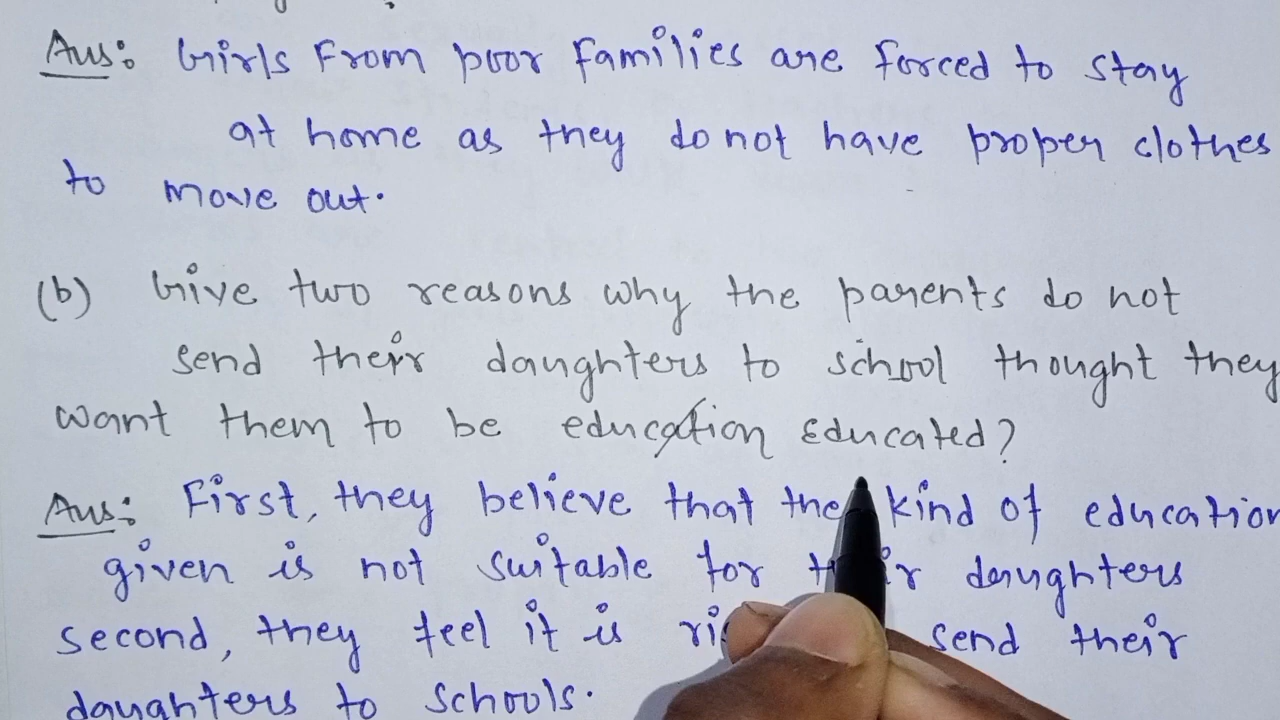 Ans: Girls From poor families are forced to stay
at home as they do not have proper clothes
to move out.
(b) Give two reasons why the parents do not
send their daughters to school thought they
want them to be education Educated?
Ans: First, they believe that the kind of education
given is not suitable for daughters
second, they feel it is send their
daughters to schools.